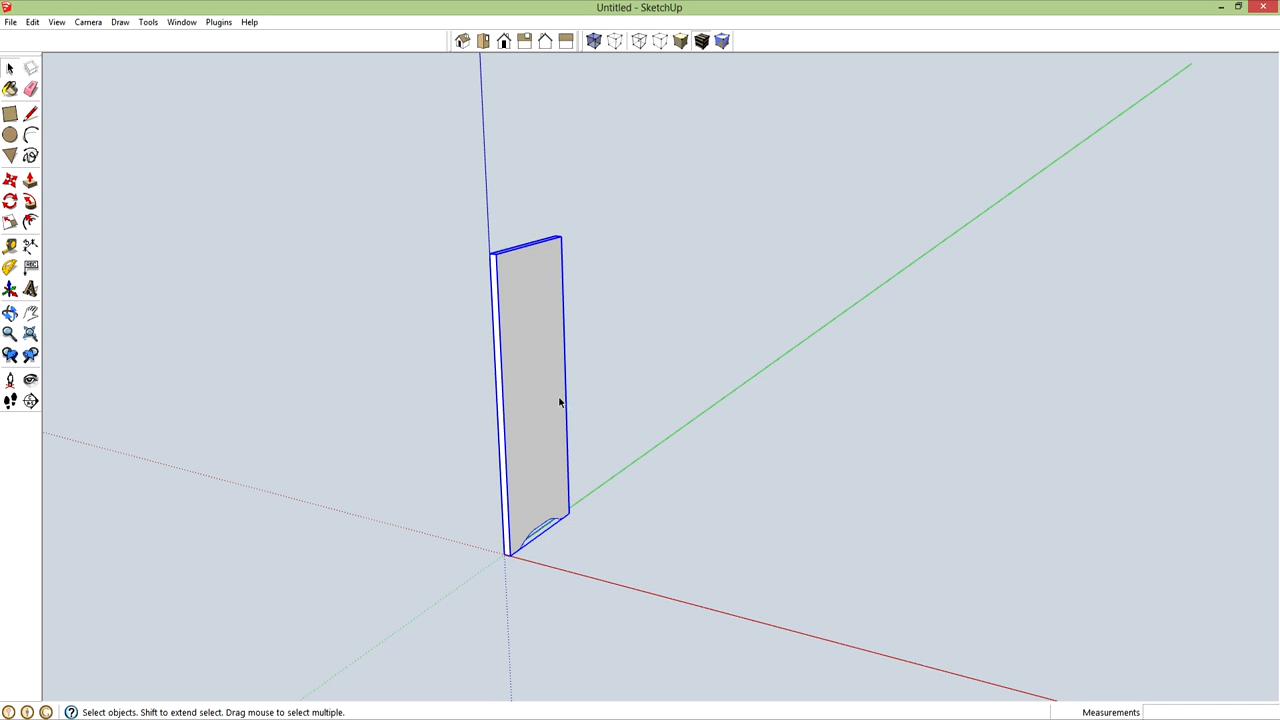 Untitled - SketchUp
File Edit View Camera Draw Tools Window Plugins Help
Select objects. Shift to extend select. Drag mouse to select multiple. Measurements